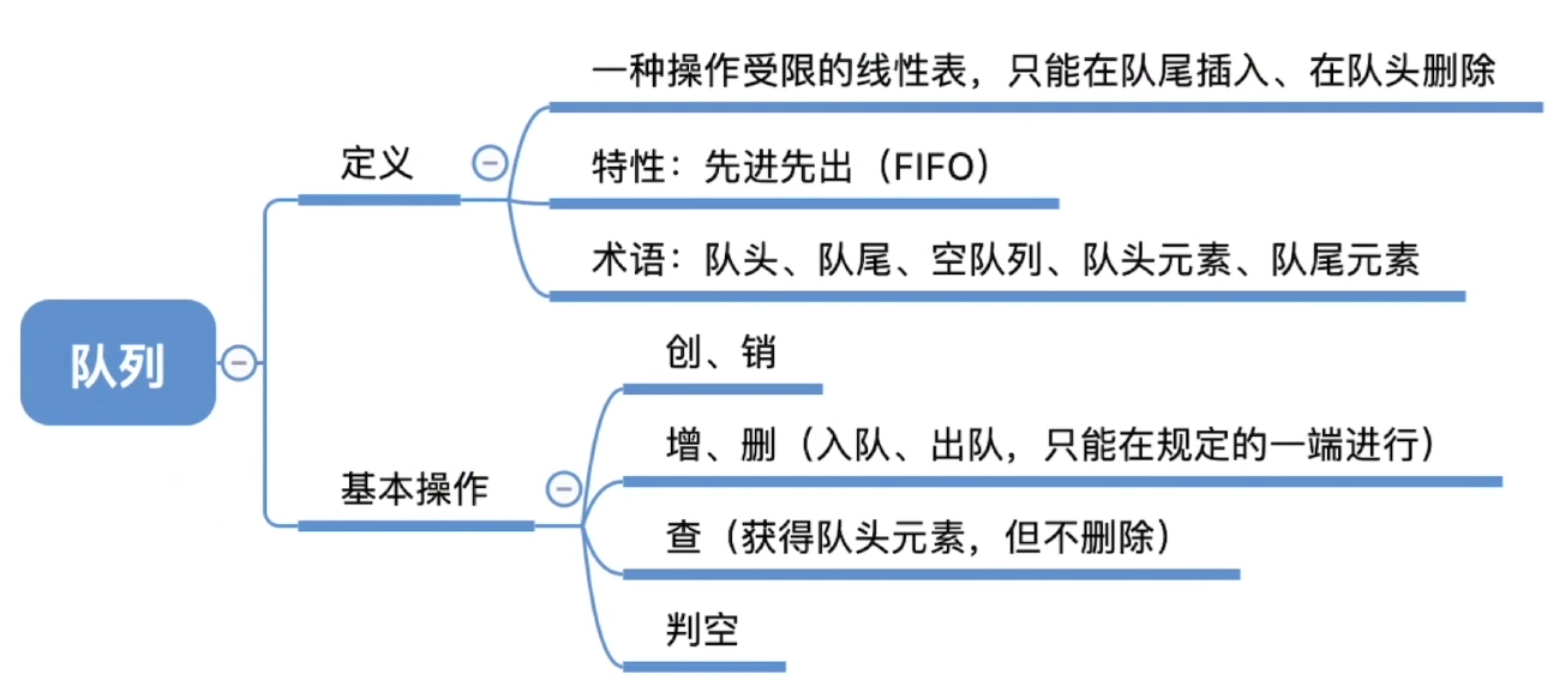 队列
定义
一种操作受限的线性表，只能在队尾插入、在队头删除
特性：先进先出（FIFO）
术语：队头、队尾、空队列、队头元素、队尾元素
基本操作
创、销
增、删（入队、出队，只能在规定的一端进行）
查（获得队头元素，但不删除）
判空